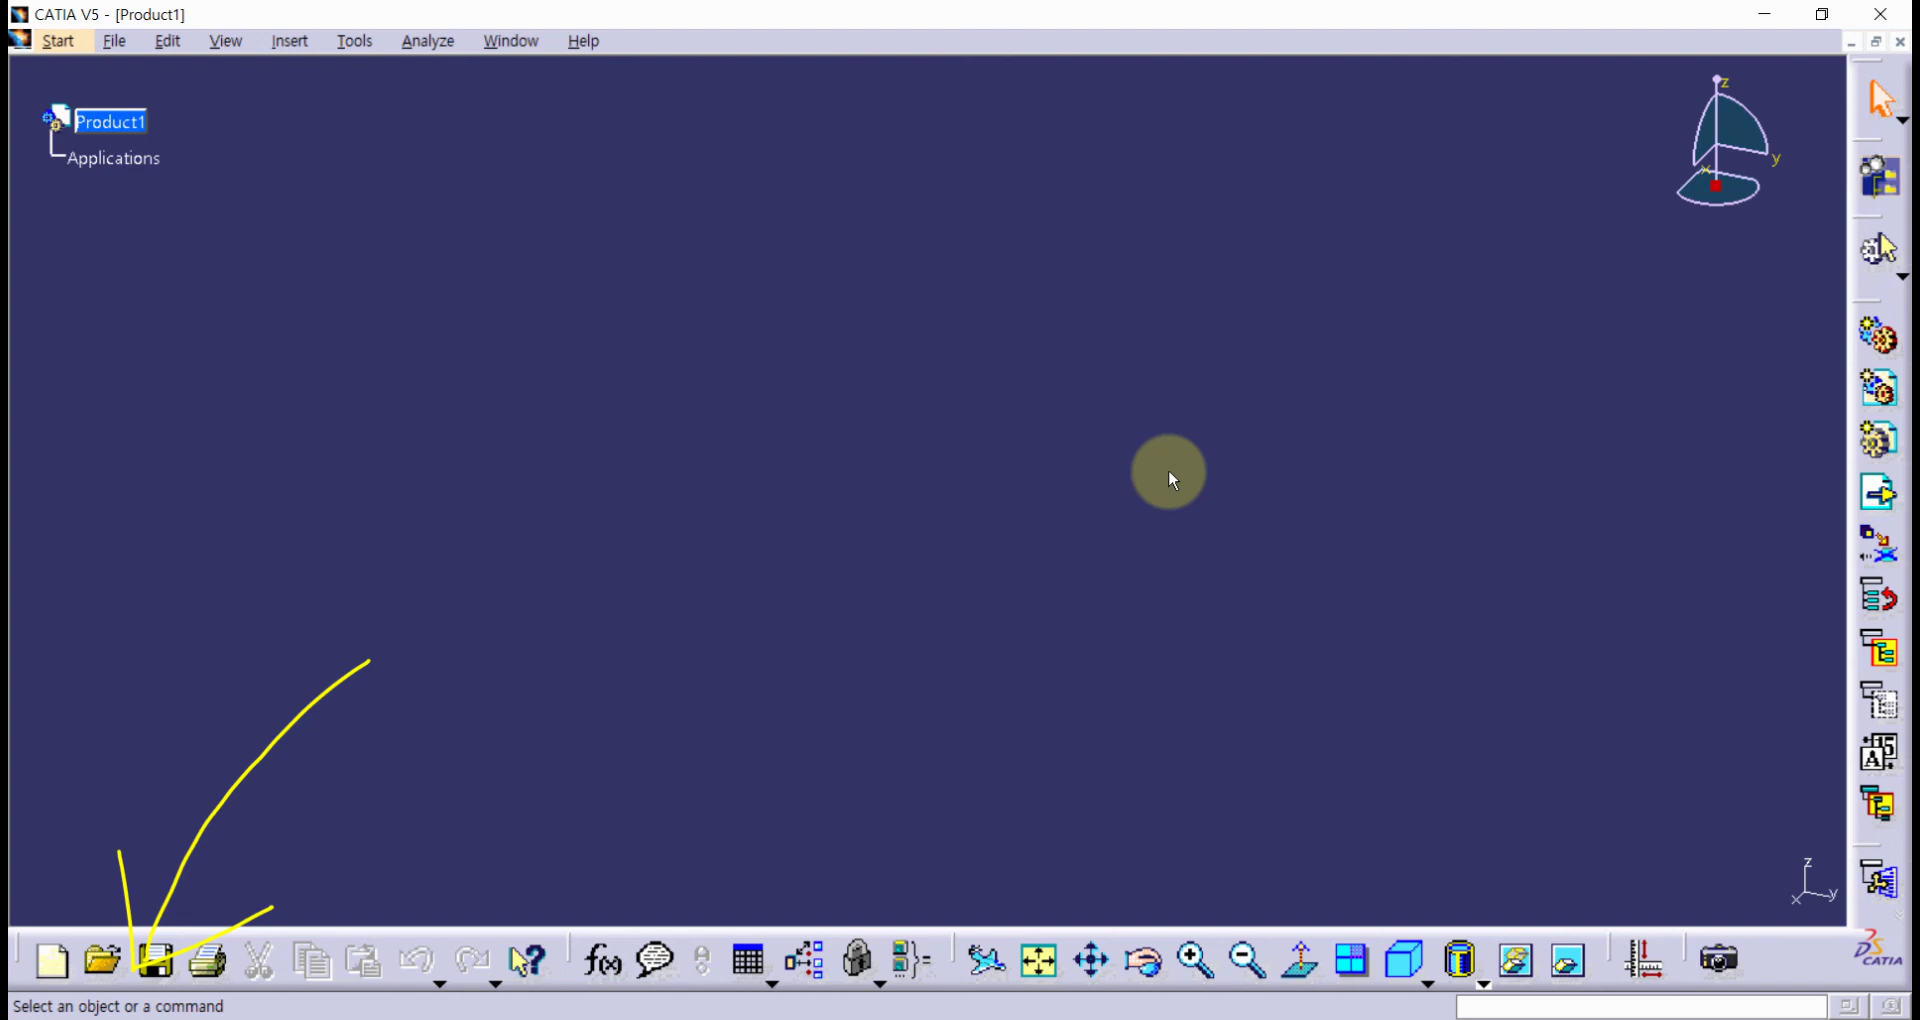 CATIA V5 - [Product1]
Start File Edit View Insert Tools Analyze Window Help
Product1
Applications
z
y
x
z
x
y
f(x)
CATIA
Select an object or a command